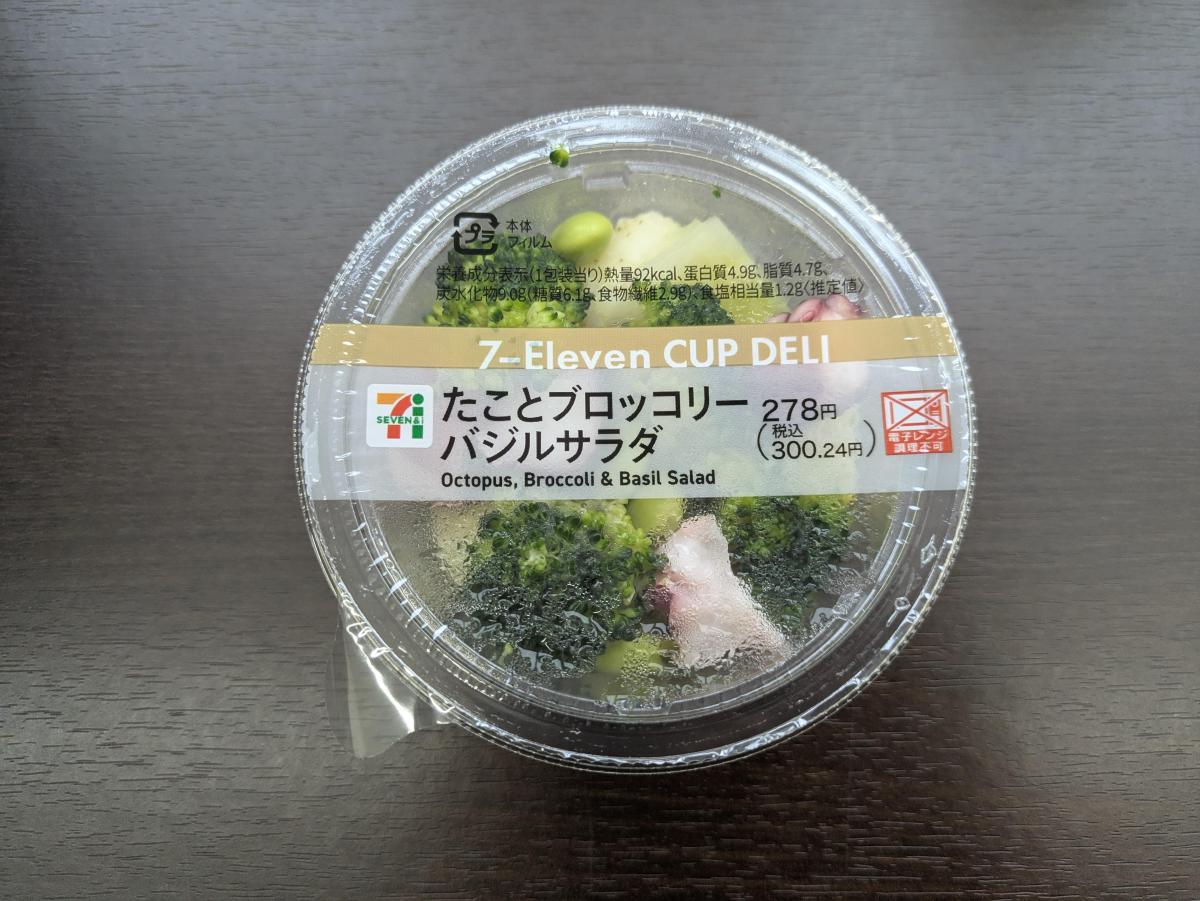 プラ
本体
フィルム
栄養成分表示(1包装当り)熱量92kcal、蛋白質4.9g、脂質4.7g、
炭水化物9.0g(糖質6.1g、食物繊維2.9g)、食塩相当量1.2g〈推定値〉
7-Eleven CUP DELI
SEVEN&i
たことブロッコリー
バジルサラダ
Octopus, Broccoli & Basil Salad
278円
(税込
300.24円)
電子レンジ
調理不可